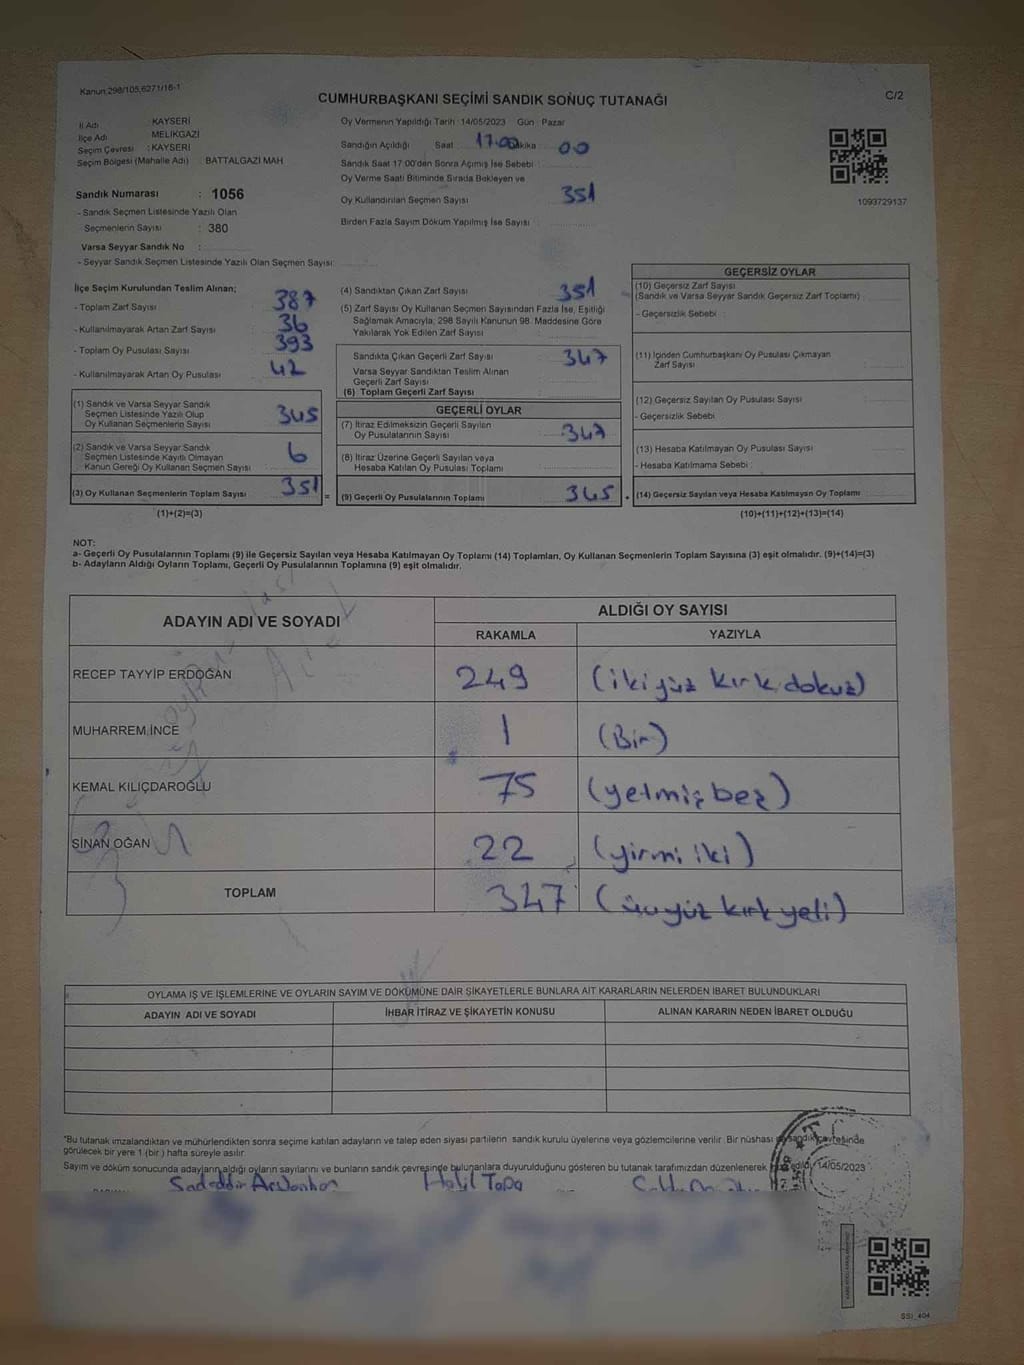 Kanun:298/105,6271/16-1
CUMHURBAŞKANI SEÇİMİ SANDIK SONUÇ TUTANAĞI
C/2
İl Adı KAYSERİ
İlçe Adı MELİKGAZİ
Seçim Çevresi : KAYSERİ
Seçim Bölgesi (Mahalle Adı) : BATTALGAZİ MAH
Oy Vermenin Yapıldığı Tarih : 14/05/2023 Gün : Pazar
Sandığın Açıldığı Saat 17:00 kika : 00
Sandık Saat 17:00'den Sonra Açımış İse Sebebi :
Oy Verme Saati Bitiminde Sırada Bekleyen ve
Oy Kullandırılan Seçmen Sayısı : 351
Birden Fazla Sayım Döküm Yapılmış İse Sayısı :
1093729137
Sandık Numarası : 1056
- Sandık Seçmen Listesinde Yazılı Olan
Seçmenlerin Sayısı : 380
Varsa Seyyar Sandık No :
- Seyyar Sandık Seçmen Listesinde Yazılı Olan Seçmen Sayısı:
İlçe Seçim Kurulundan Teslim Alınan;
- Toplam Zarf Sayısı : 387
- Kullanılmayarak Artan Zarf Sayısı : 36
- Toplam Oy Pusulası Sayısı : 393
- Kullanılmayarak Artan Oy Pusulası : 42
(1) Sandık ve Varsa Seyyar Sandık
Seçmen Listesinde Yazılı Olup
Oy Kullanan Seçmenlerin Sayısı : 345
(2) Sandık ve Varsa Seyyar Sandık
Seçmen Listesinde Kayıtlı Olmayan
Kanun Gereği Oy Kullanan Seçmen Sayısı : 6
(3) Oy Kullanan Seçmenlerin Toplam Sayısı : 351
(1)+(2)=(3)
(4) Sandıktan Çıkan Zarf Sayısı : 351
(5) Zarf Sayısı Oy Kullanan Seçmen Sayısından Fazla İse, Eşitliği
Sağlamak Amacıyla, 298 Sayılı Kanunun 98. Maddesine Göre
Yakılarak Yok Edilen Zarf Sayısı :
Sandıkta Çıkan Geçerli Zarf Sayısı : 347
Varsa Seyyar Sandıktan Teslim Alınan
Geçerli Zarf Sayısı :
(6) Toplam Geçerli Zarf Sayısı :
GEÇERLİ OYLAR
(7) İtiraz Edilmeksizin Geçerli Sayılan
Oy Pusulalarının Sayısı : 347
(8) İtiraz Üzerine Geçerli Sayılan veya
Hesaba Katılan Oy Pusulası Toplamı :
= (9) Geçerli Oy Pusulalarının Toplamı : 345
GEÇERSİZ OYLAR
(10) Geçersiz Zarf Sayısı
(Sandık ve Varsa Seyyar Sandık Geçersiz Zarf Toplamı) :
- Geçersizlik Sebebi :
(11) İçinden Cumhurbaşkanı Oy Pusulası Çıkmayan
Zarf Sayısı :
(12) Geçersiz Sayılan Oy Pusulası Sayısı :
- Geçersizlik Sebebi :
(13) Hesaba Katılmayan Oy Pusulası Sayısı :
- Hesaba Katılmama Sebebi :
(14) Geçersiz Sayılan veya Hesaba Katılmayan Oy Toplamı :
(10)+(11)+(12)+(13)=(14)
NOT:
a- Geçerli Oy Pusulalarının Toplamı (9) ile Geçersiz Sayılan veya Hesaba Katılmayan Oy Toplamı (14) Toplamları, Oy Kullanan Seçmenlerin Toplam Sayısına (3) eşit olmalıdır. (9)+(14)=(3)
b- Adayların Aldığı Oyların Toplamı, Geçerli Oy Pusulalarının Toplamına (9) eşit olmalıdır.
ADAYIN ADI VE SOYADI
ALDIĞI OY SAYISI
RAKAMLA YAZIYLA
RECEP TAYYİP ERDOĞAN 249 (ikiyüz kırk dokuz)
MUHARREM İNCE 1 (Bir)
KEMAL KILIÇDAROĞLU 75 (yetmiş beş)
SİNAN OĞAN 22 (yirmi iki)
TOPLAM 347 (üçyüz kırk yeli)
OYLAMA İŞ VE İŞLEMLERİNE VE OYLARIN SAYIM VE DÖKÜMÜNE DAİR ŞİKAYETLERLE BUNLARA AİT KARARLARIN NELERDEN İBARET BULUNDUKLARI
ADAYIN ADI VE SOYADI İHBAR İTİRAZ VE ŞİKAYETİN KONUSU ALINAN KARARIN NEDEN İBARET OLDUĞU
"Bu tutanak imzalandıktan ve mühürlendikten sonra seçime katılan adayların ve talep eden siyasi partilerin sandık kurulu üyelerine veya gözlemcilerine verilir. Bir nüshası sandık çevresinde
görülecek bir yere 1 (bir) hafta süreyle asılır.
Sayım ve döküm sonucunda adayların aldığı oyların sayılarını ve bunların sandık çevresinde bulunanlara duyurulduğunu gösteren bu tutanak tarafımızdan düzenlenerek edildi. 14/05/2023
Halil Topa
SSİ_404